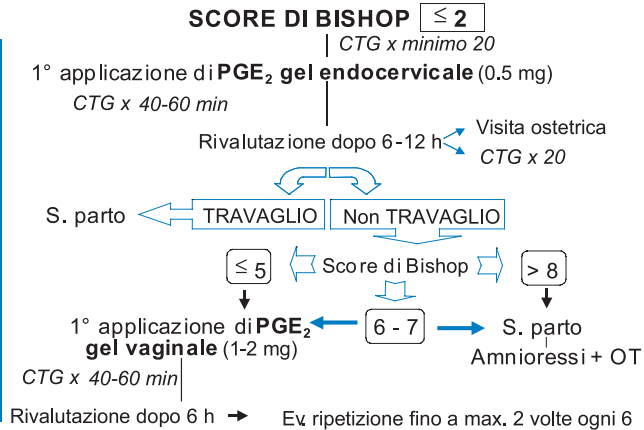 SCORE DI BISHOP ≤ 2
CTG x minimo 20
1° applicazione di PGE₂ gel endocervicale (0.5 mg)
CTG x 40-60 min
Rivalutazione dopo 6-12 h
Visita ostetrica
CTG x 20
S. parto
TRAVAGLIO
Non TRAVAGLIO
≤ 5
Score di Bishop
> 8
1° applicazione di PGE₂
gel vaginale (1-2 mg)
6 - 7
S. parto
Amnioressi + OT
CTG x 40-60 min
Rivalutazione dopo 6 h
Ev. ripetizione fino a max. 2 volte ogni 6